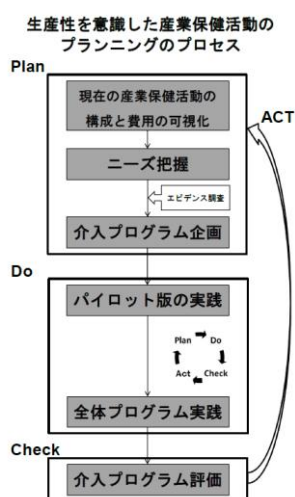 生産性を意識した産業保健活動の
プランニングのプロセス
Plan
現在の産業保健活動の
構成と費用の可視化
ACT
ニーズ把握
エビデンス調査
介入プログラム企画
Do
パイロット版の実践
Plan
Do
Act
Check
全体プログラム実践
Check
介入プログラム評価